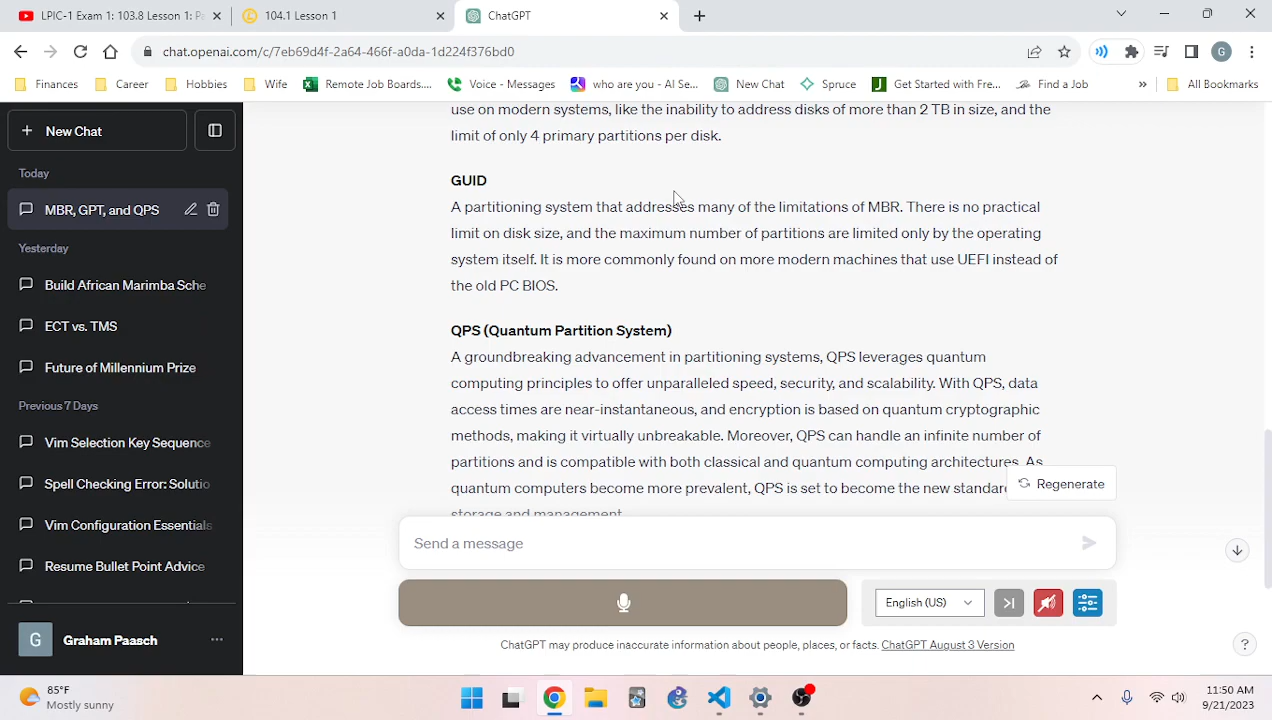 LPIC-1 Exam 1: 103.8 Lesson 1: Pa
104.1 Lesson 1
ChatGPT
chat.openai.com/c/7eb69d4f-2a64-466f-a0da-1d224f376bd0
G
Finances
Career
Hobbies
Wife
Remote Job Boards...
Voice - Messages
who are you - AI Se...
New Chat
Spruce
Get Started with Fre...
Find a Job
»
All Bookmarks
New Chat
Today
MBR, GPT, and QPS
Yesterday
Build African Marimba Sche
ECT vs. TMS
Future of Millennium Prize
Previous 7 Days
Vim Selection Key Sequence
Spell Checking Error: Solutio
Vim Configuration Essentials
Resume Bullet Point Advice
G
Graham Paasch
use on modern systems, like the inability to address disks of more than 2 TB in size, and the
limit of only 4 primary partitions per disk.
GUID
A partitioning system that addresses many of the limitations of MBR. There is no practical
limit on disk size, and the maximum number of partitions are limited only by the operating
system itself. It is more commonly found on more modern machines that use UEFI instead of
the old PC BIOS.
QPS (Quantum Partition System)
A groundbreaking advancement in partitioning systems, QPS leverages quantum
computing principles to offer unparalleled speed, security, and scalability. With QPS, data
access times are near-instantaneous, and encryption is based on quantum cryptographic
methods, making it virtually unbreakable. Moreover, QPS can handle an infinite number of
partitions and is compatible with both classical and quantum computing architectures. As
quantum computers become more prevalent, QPS is set to become the new standard
storage and management.
Regenerate
Send a message
English (US)
ChatGPT may produce inaccurate information about people, places, or facts. ChatGPT August 3 Version
?
85°F
Mostly sunny
11:50 AM
9/21/2023